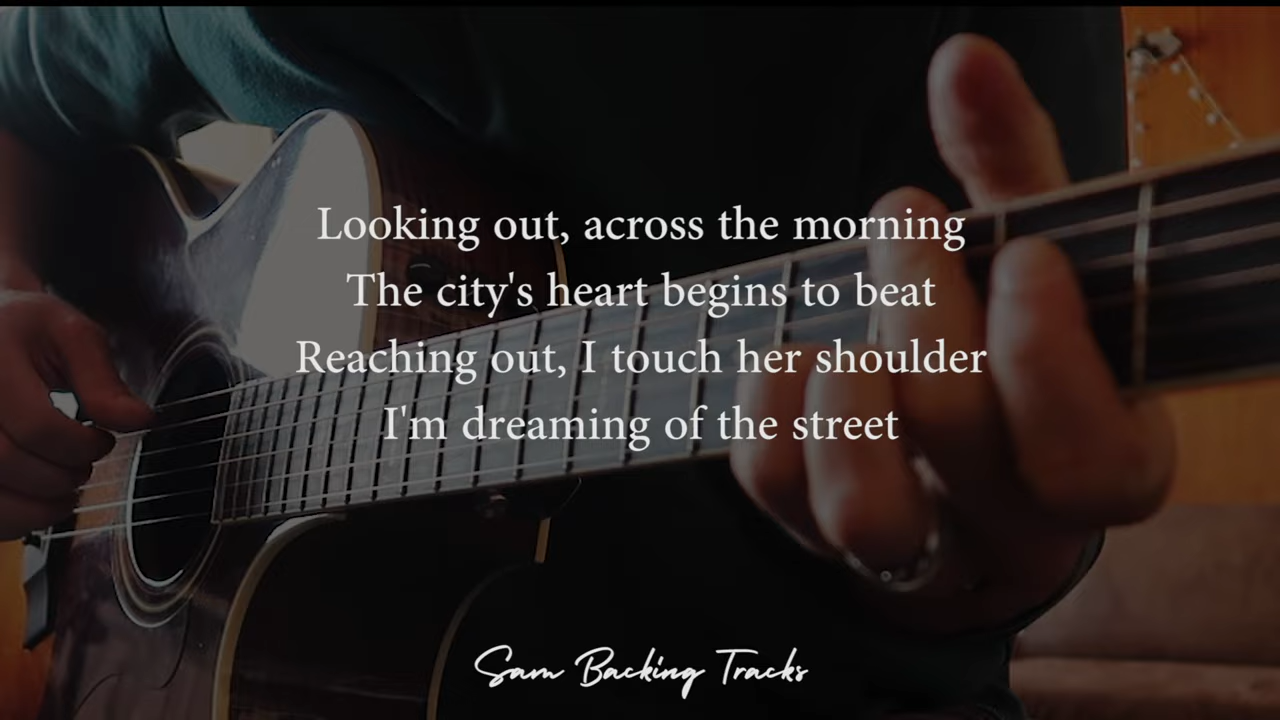 Looking out, across the morning
The city's heart begins to beat
Reaching out, I touch her shoulder
I'm dreaming of the street
Sam Backing Tracks